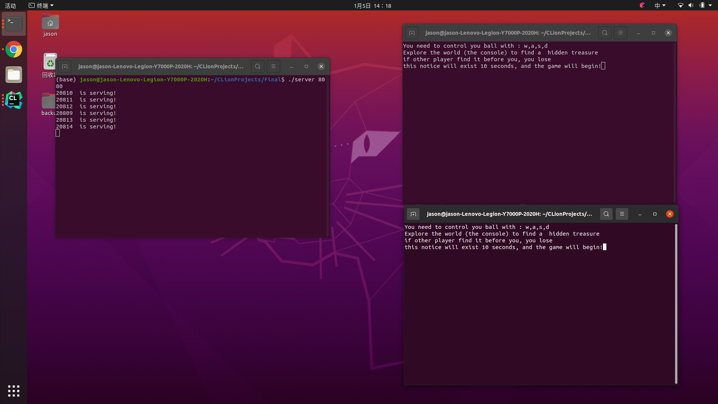 活动
终端
1月5日 14：18
中
jason
回收
backu
jason@jason-Lenovo-Legion-Y7000P-2020H: ~/CLionProjects/...
(base) jason@jason-Lenovo-Legion-Y7000P-2020H:~/CLionProjects/Final$ ./server 80
80
20810 is serving!
20811 is serving!
20812 is serving!
20809 is serving!
20813 is serving!
20814 is serving!
jason@jason-Lenovo-Legion-Y7000P-2020H: ~/CLionProjects/...
You need to control you ball with : w,a,s,d
Explore the world (the console) to find a  hidden treasure
if other player find it before you, you lose
this notice will exist 10 seconds, and the game will begin!
jason@jason-Lenovo-Legion-Y7000P-2020H: ~/CLionProjects/...
You need to control you ball with : w,a,s,d
Explore the world (the console) to find a  hidden treasure
if other player find it before you, you lose
this notice will exist 10 seconds, and the game will begin!
CL